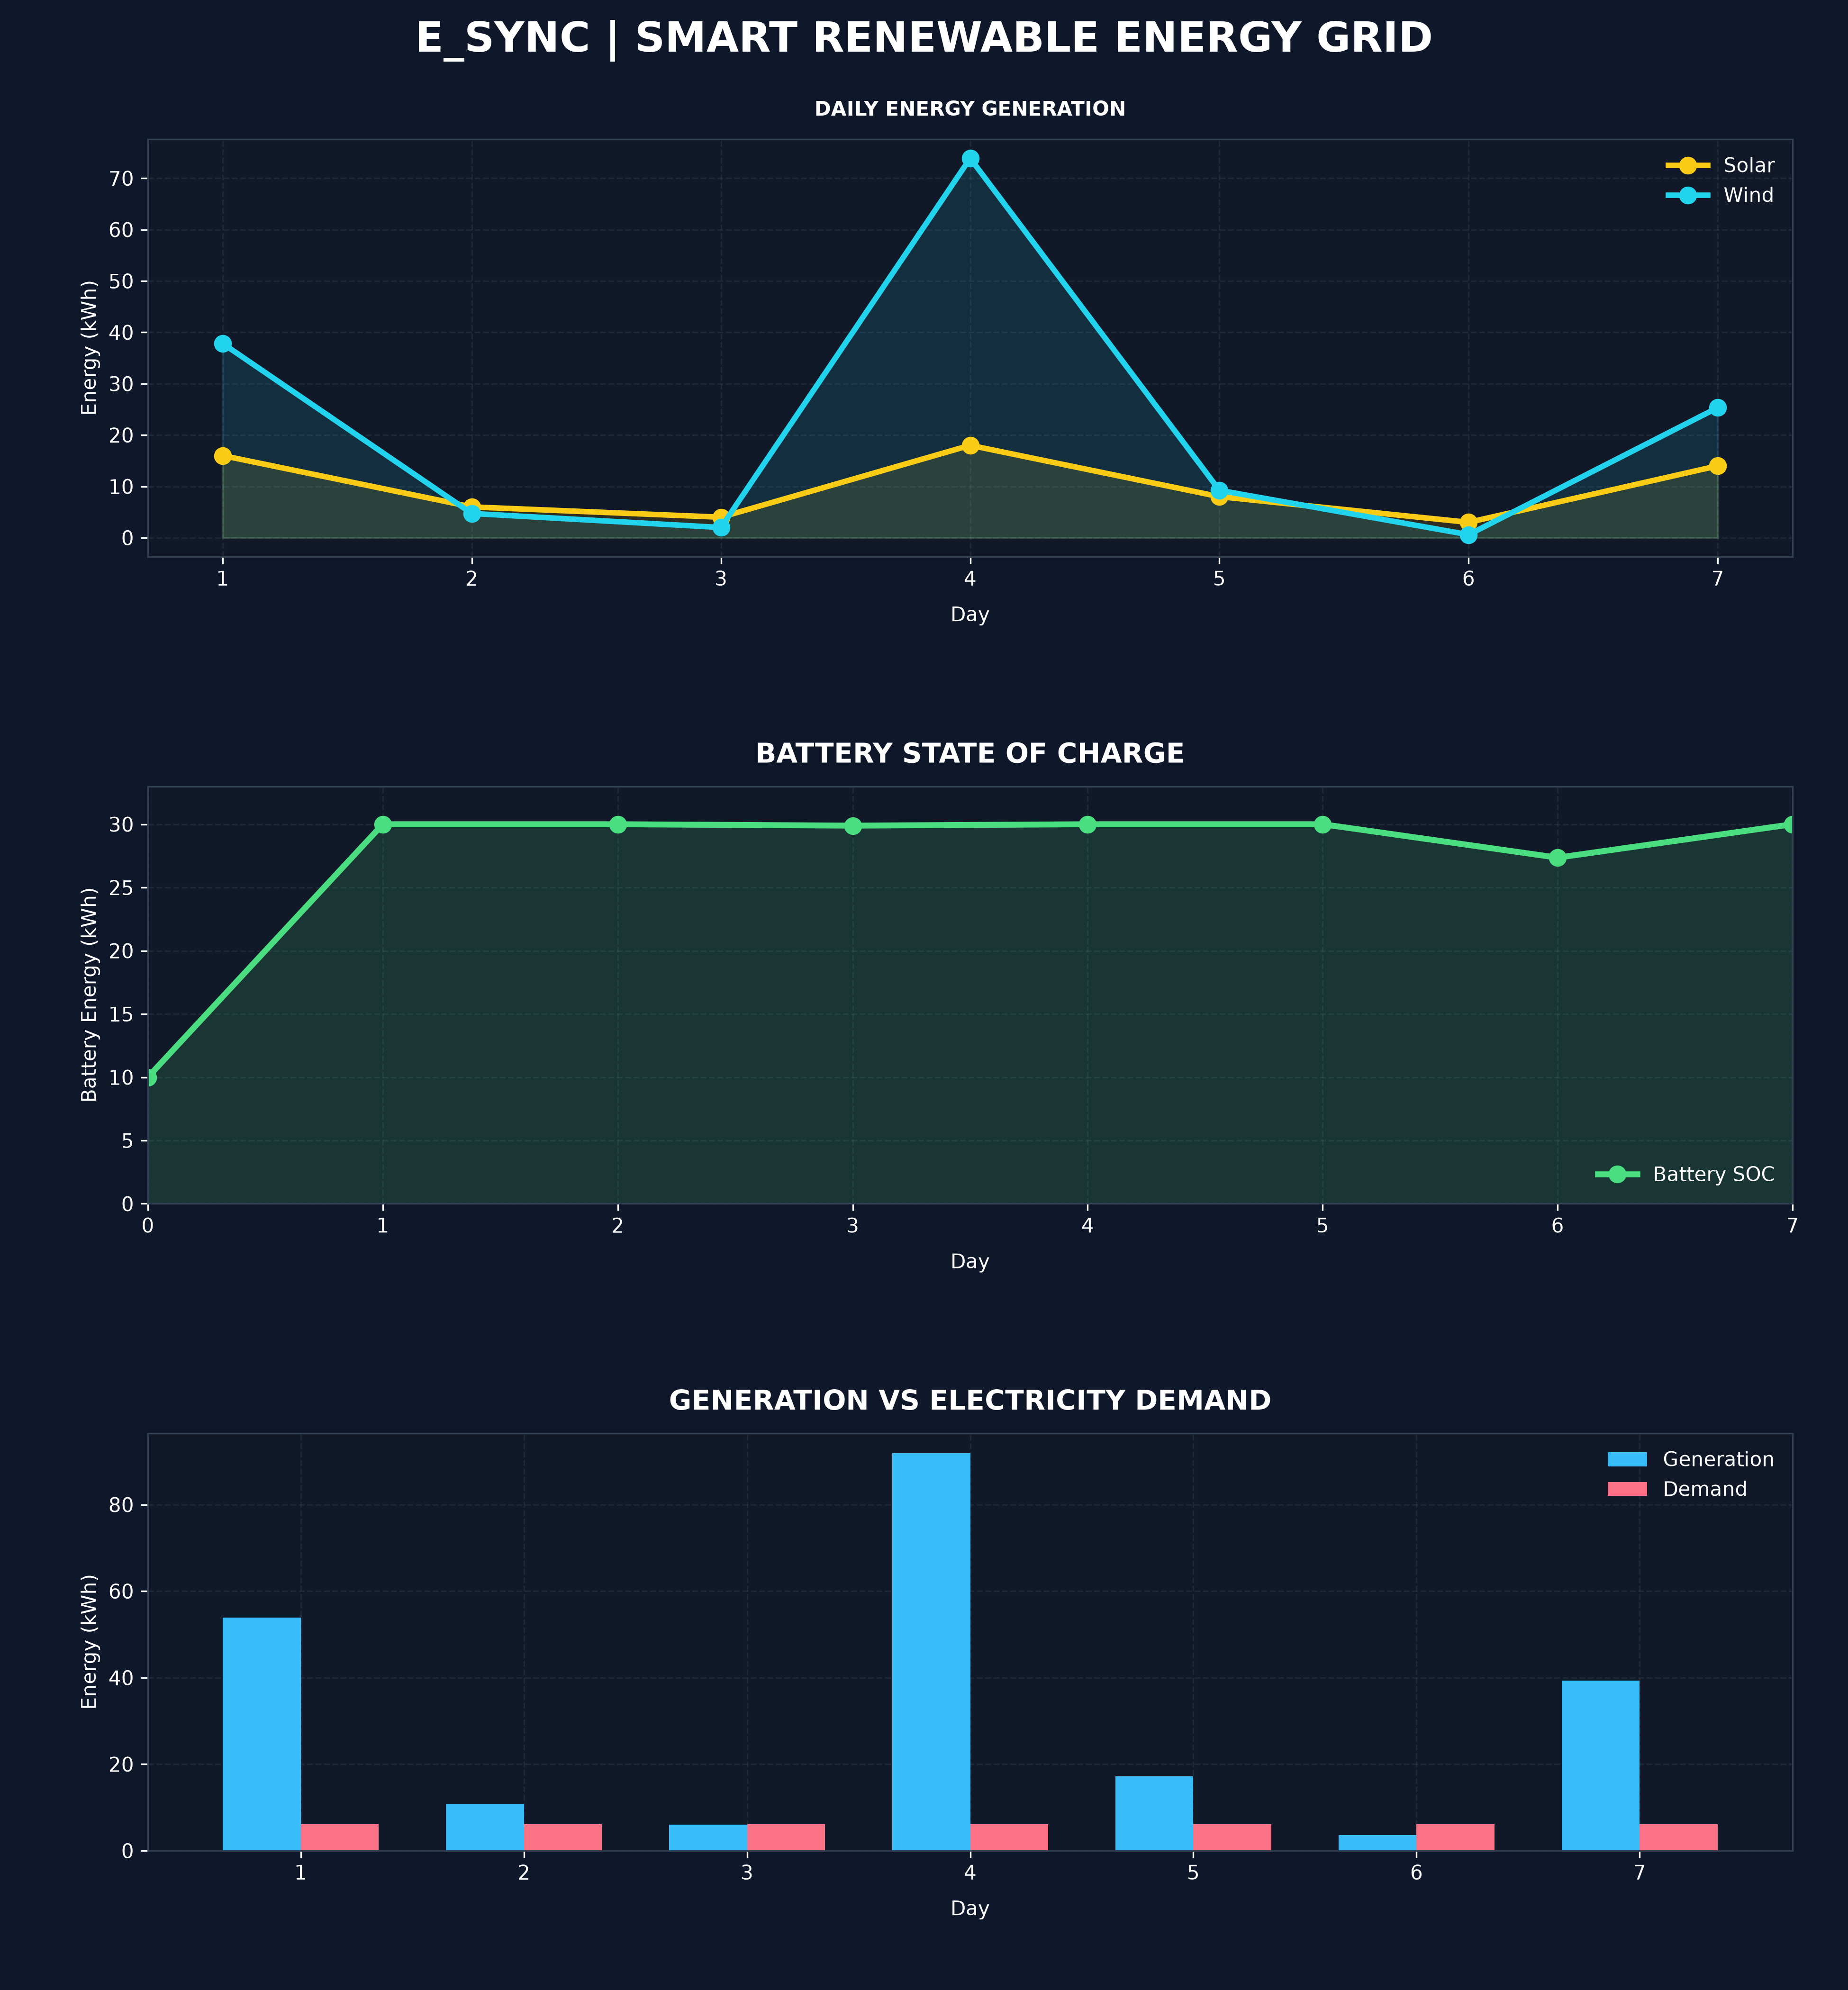 E_SYNC | SMART RENEWABLE ENERGY GRID
DAILY ENERGY GENERATION
Energy (kWh)
70
60
50
40
30
20
10
0
Solar
Wind
1 2 3 4 5 6 7
Day
BATTERY STATE OF CHARGE
Battery Energy (kWh)
30
25
20
15
10
5
0
Battery SOC
0 1 2 3 4 5 6 7
Day
GENERATION VS ELECTRICITY DEMAND
Energy (kWh)
80
60
40
20
0
Generation
Demand
1 2 3 4 5 6 7
Day